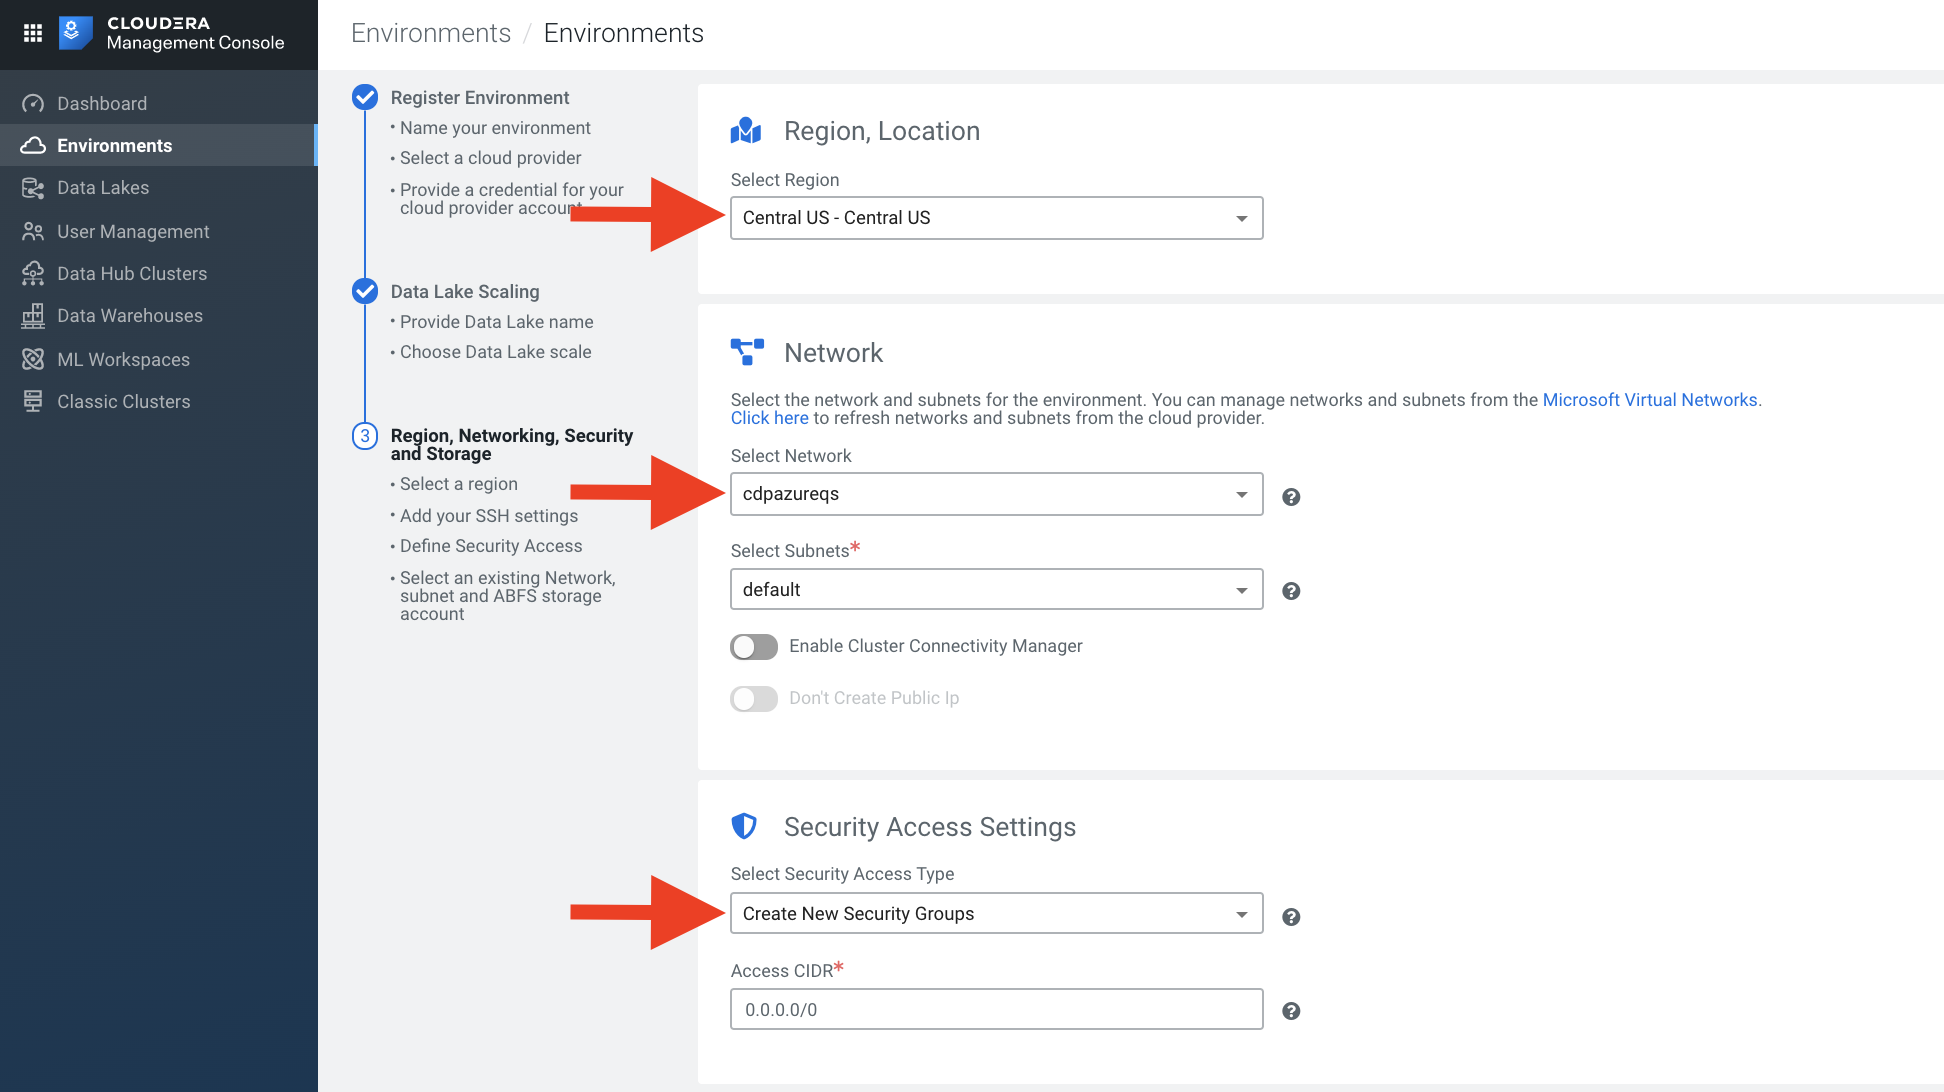 CLOUDERA
Management Console
Dashboard
Environments
Data Lakes
User Management
Data Hub Clusters
Data Warehouses
ML Workspaces
Classic Clusters
Environments / Environments
Register Environment
• Name your environment
• Select a cloud provider
• Provide a credential for your
cloud provider account
Data Lake Scaling
• Provide Data Lake name
• Choose Data Lake scale
3
Region, Networking, Security
and Storage
• Select a region
• Add your SSH settings
• Define Security Access
• Select an existing Network,
subnet and ABFS storage
account
Region, Location
Select Region
Central US - Central US
Network
Select the network and subnets for the environment. You can manage networks and subnets from the Microsoft Virtual Networks.
Click here to refresh networks and subnets from the cloud provider.
Select Network
cdpazureqs
?
Select Subnets*
default
?
Enable Cluster Connectivity Manager
Don't Create Public Ip
Security Access Settings
Select Security Access Type
Create New Security Groups
?
Access CIDR*
0.0.0.0/0
?